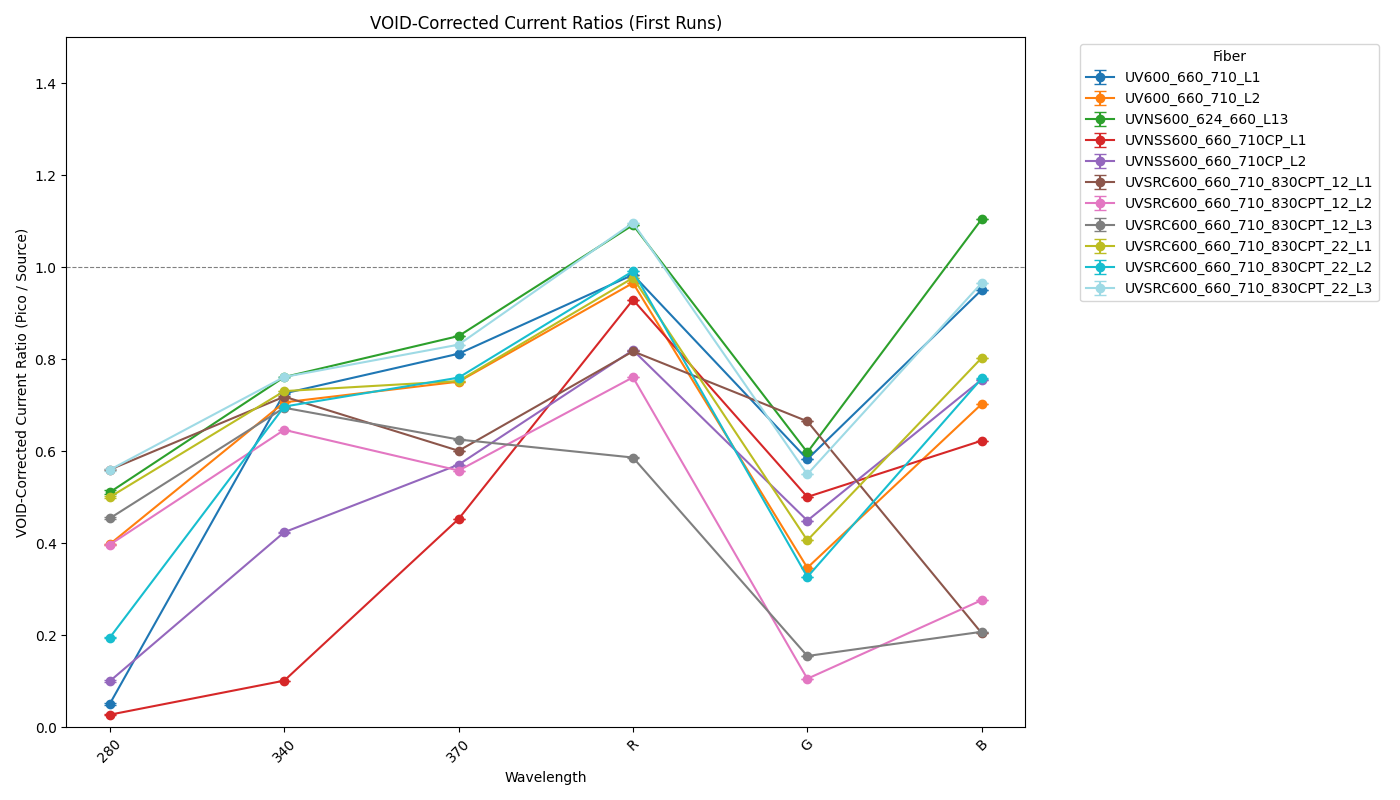 VOID-Corrected Current Ratios (First Runs)
VOID-Corrected Current Ratio (Pico / Source)
1.4
1.2
1.0
0.8
0.6
0.4
0.2
0.0
280
340
370
R
G
B
Wavelength
Fiber
UV600_660_710_L1
UV600_660_710_L2
UVNS600_624_660_L13
UVNSS600_660_710CP_L1
UVNSS600_660_710CP_L2
UVSRC600_660_710_830CPT_12_L1
UVSRC600_660_710_830CPT_12_L2
UVSRC600_660_710_830CPT_12_L3
UVSRC600_660_710_830CPT_22_L1
UVSRC600_660_710_830CPT_22_L2
UVSRC600_660_710_830CPT_22_L3